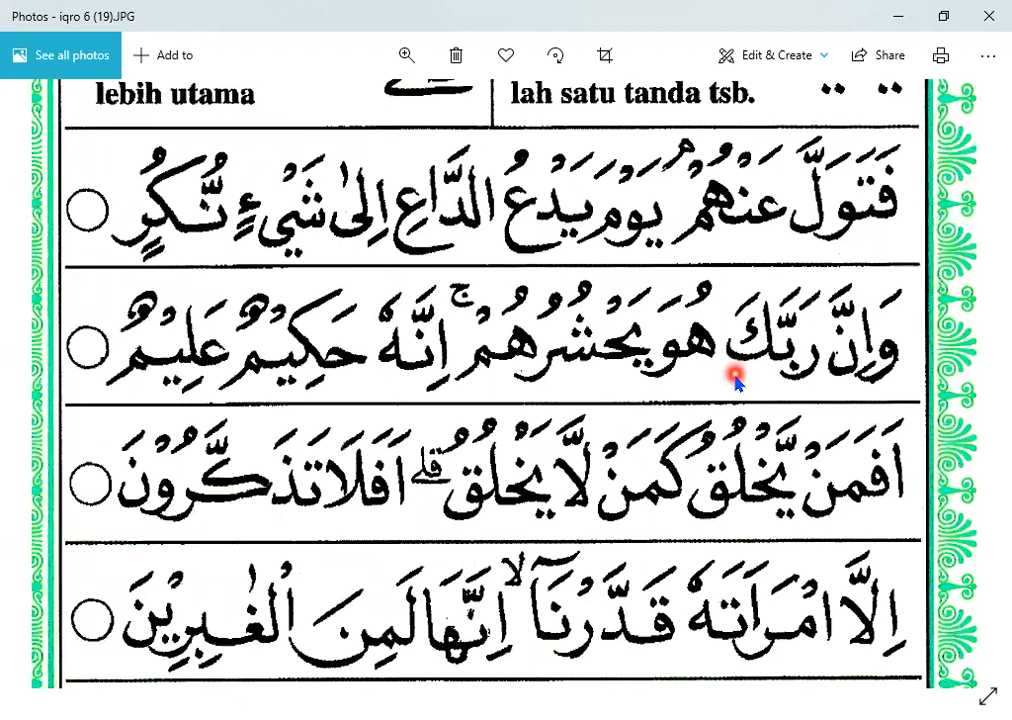 Photos - iqro 6 (19).JPG
See all photos
Add to
Edit & Create
Share
lebih utama
lah satu tanda tsb.
فَتَوَلَّ عَنْهُمْۘ يَوْمَ يَدْعُ الدَّاعِ اِلٰى شَيْءٍ نُّكُرٍ
وَاِنَّ رَبَّكَ هُوَ يَحْشُرُهُمْۚ اِنَّهٗ حَكِيْمٌ عَلِيْمٌ
اَفَمَنْ يَّخْلُقُ كَمَنْ لَّا يَخْلُقُۗ اَفَلَا تَذَكَّرُوْنَ
اِلَّا امْرَاَتَهٗ قَدَّرْنَآۙ اِنَّهَا لَمِنَ الْغٰبِرِيْنَ